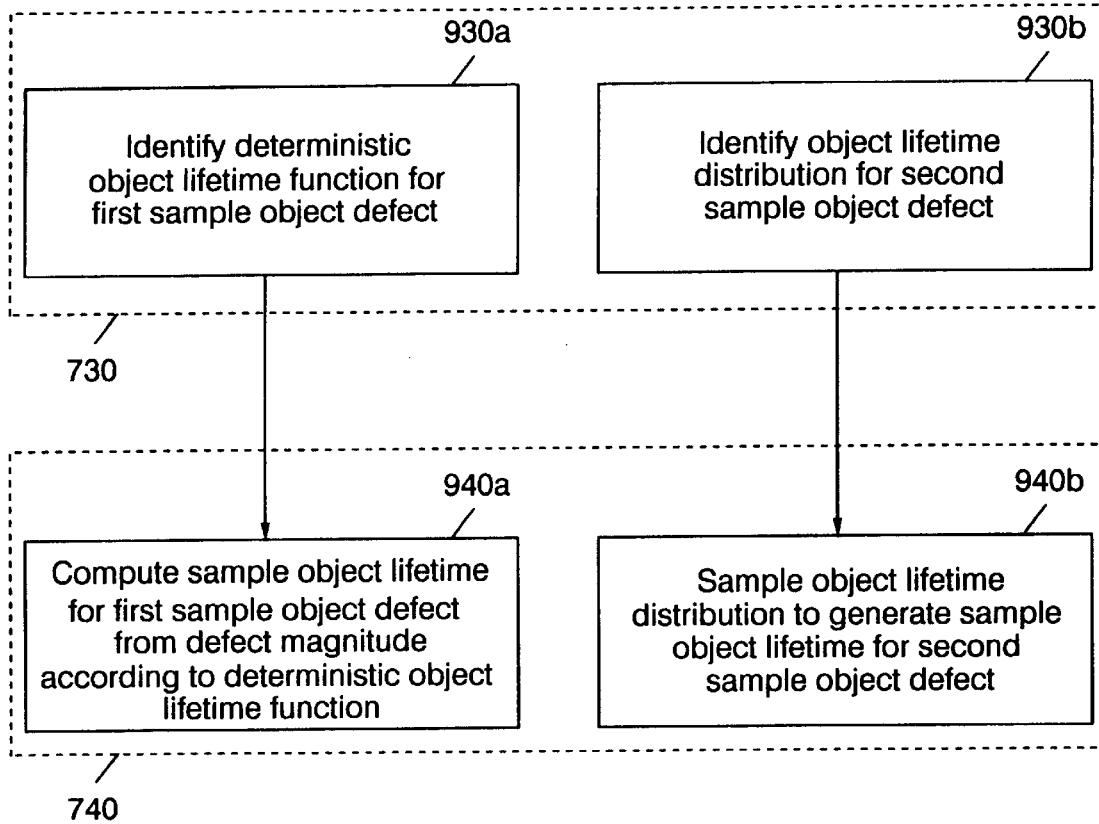 930a
930b
Identify deterministic
object lifetime function for
first sample object defect
Identify object lifetime
distribution for second
sample object defect
730
940a
940b
Compute sample object lifetime
for first sample object defect
from defect magnitude
according to deterministic object
lifetime function
Sample object lifetime
distribution to generate sample
object lifetime for second
sample object defect
740